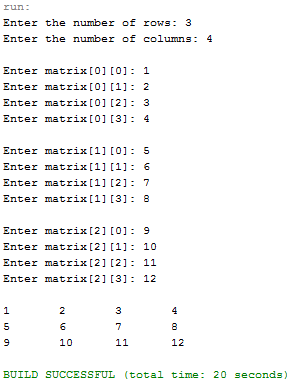 run:
Enter the number of rows: 3
Enter the number of columns: 4
Enter matrix[0][0]: 1
Enter matrix[0][1]: 2
Enter matrix[0][2]: 3
Enter matrix[0][3]: 4
Enter matrix[1][0]: 5
Enter matrix[1][1]: 6
Enter matrix[1][2]: 7
Enter matrix[1][3]: 8
Enter matrix[2][0]: 9
Enter matrix[2][1]: 10
Enter matrix[2][2]: 11
Enter matrix[2][3]: 12
1 2 3 4
5 6 7 8
9 10 11 12
BUILD SUCCESSFUL (total time: 20 seconds)